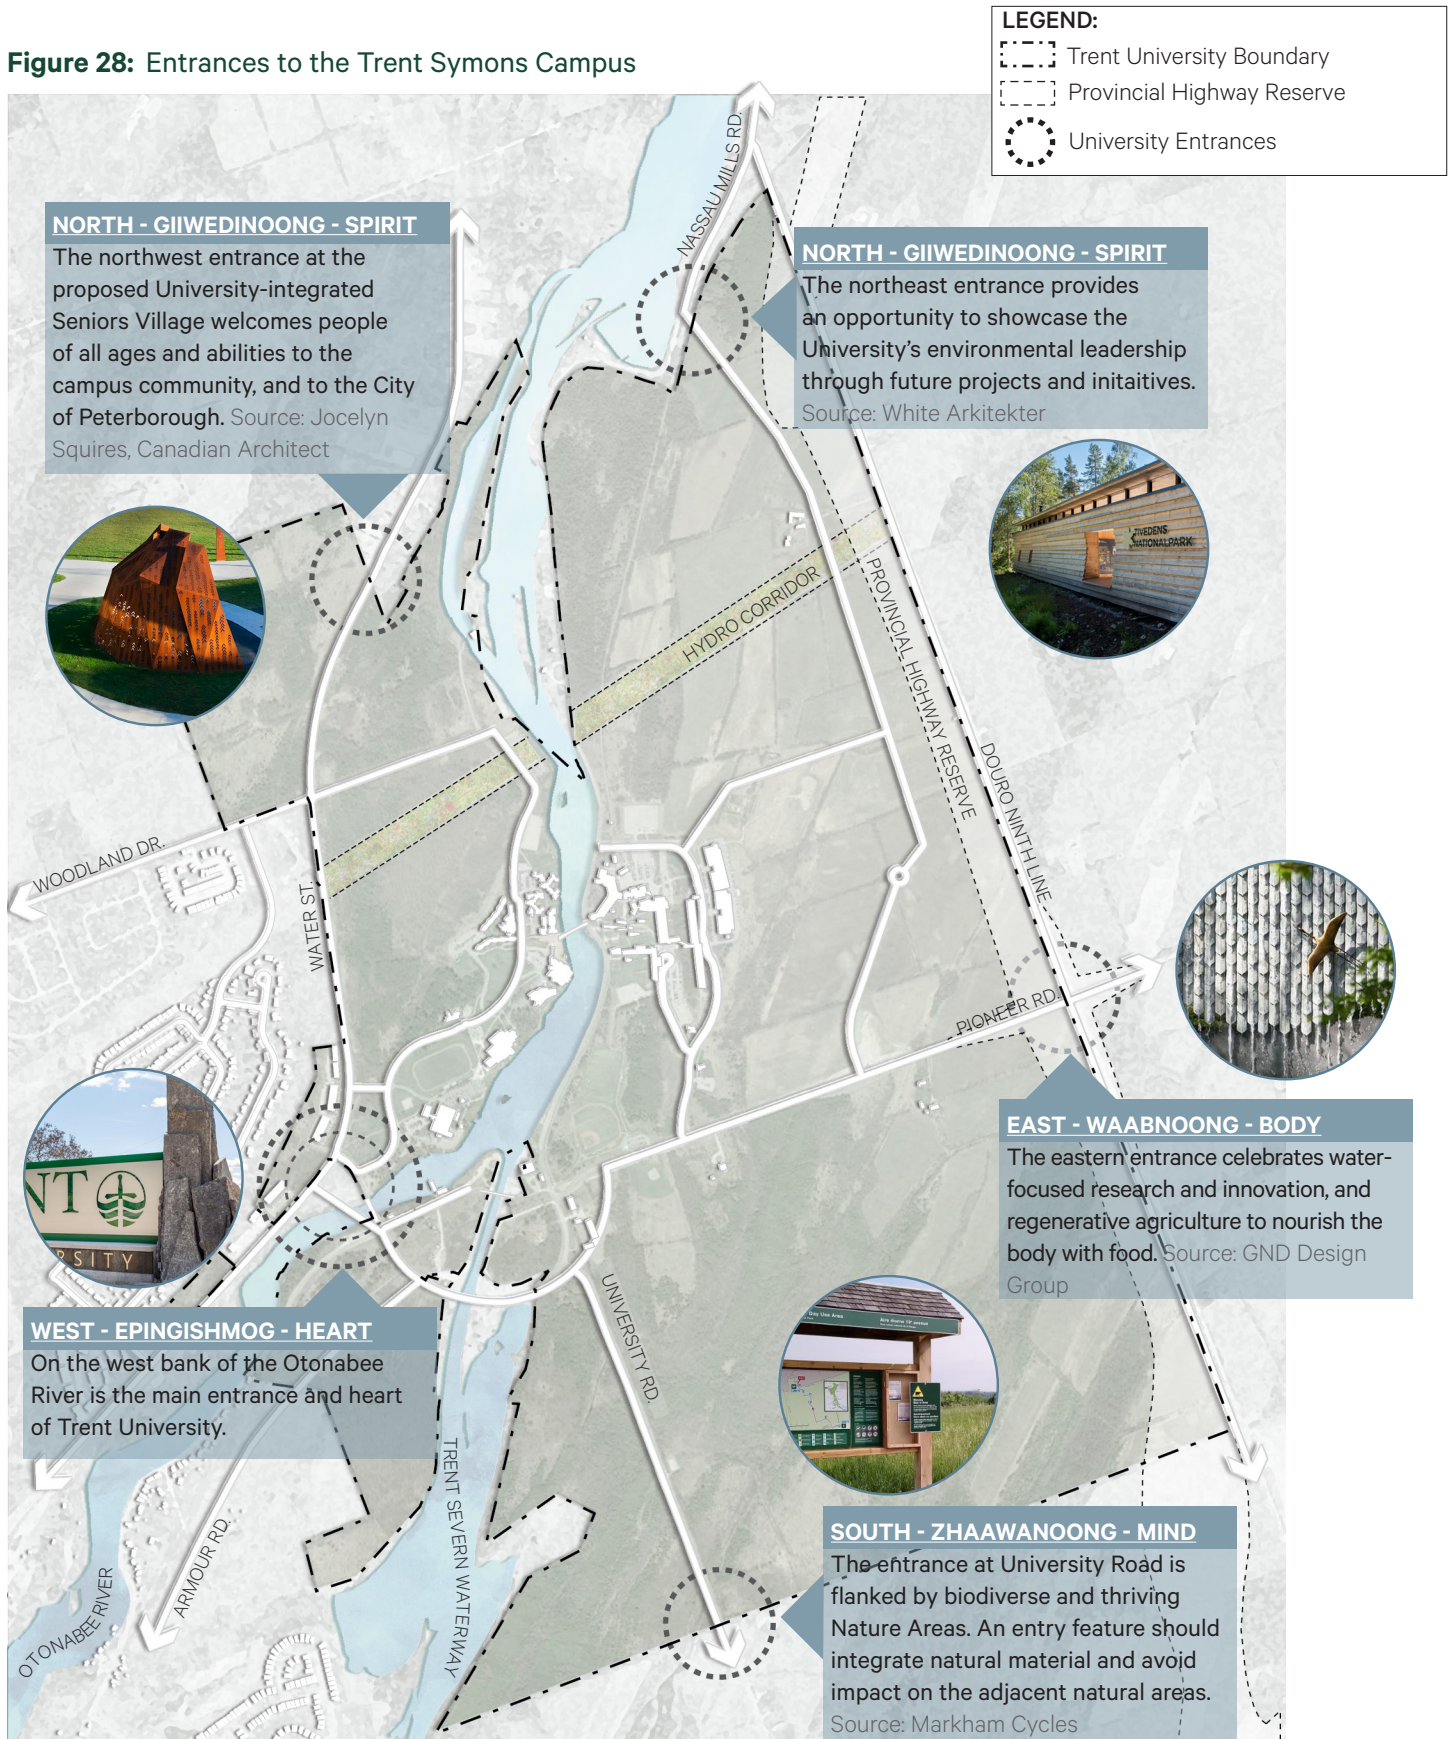 Figure 28: Entrances to the Trent Symons Campus
LEGEND:
Trent University Boundary
Provincial Highway Reserve
University Entrances
NORTH - GIIWEDINOONG - SPIRIT
The northwest entrance at the
proposed University-integrated
Seniors Village welcomes people
of all ages and abilities to the
campus community, and to the City
of Peterborough. Source: Jocelyn
Squires, Canadian Architect
NASSAU MILLS RD.
NORTH - GIIWEDINOONG - SPIRIT
The northeast entrance provides
an opportunity to showcase the
University's environmental leadership
through future projects and initaitives.
Source: White Arkitekter
TIVEDENS
NATIONALPARK
HYDRO CORRIDOR
PROVINCIAL HIGHWAY RESERVE
DOURO NINTH LINE
WOODLAND DR.
WATER ST.
PIONEER RD.
EAST - WAABNOONG - BODY
The eastern entrance celebrates water-
focused research and innovation, and
regenerative agriculture to nourish the
body with food. Source: GND Design
Group
NT
RSITY
WEST - EPINGISHMOG - HEART
On the west bank of the Otonabee
River is the main entrance and heart
of Trent University.
UNIVERSITY RD.
Day Use Area
TRENT SEVERN WATERWAY
ARMOUR RD.
OTONABEE RIVER
SOUTH - ZHAAWANOONG - MIND
The entrance at University Road is
flanked by biodiverse and thriving
Nature Areas. An entry feature should
integrate natural material and avoid
impact on the adjacent natural areas.
Source: Markham Cycles